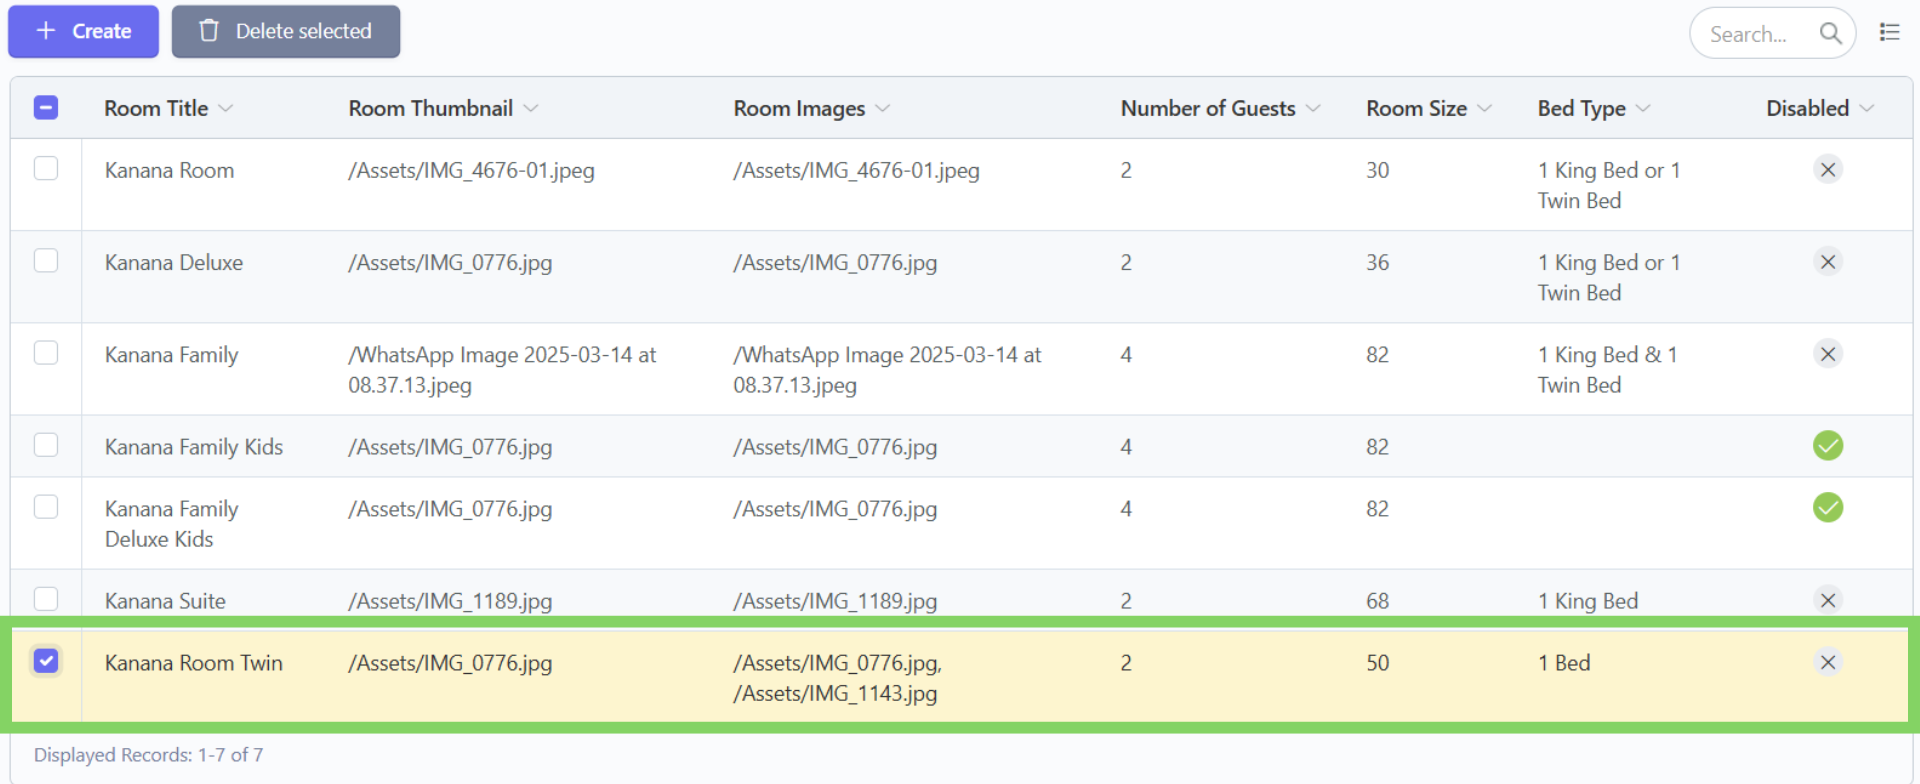 Create
Delete selected
Search...
Room Title
Room Thumbnail
Room Images
Number of Guests
Room Size
Bed Type
Disabled
Kanana Room
/Assets/IMG_4676-01.jpeg
/Assets/IMG_4676-01.jpeg
2
30
1 King Bed or 1
Twin Bed
Kanana Deluxe
/Assets/IMG_0776.jpg
/Assets/IMG_0776.jpg
2
36
1 King Bed or 1
Twin Bed
Kanana Family
/WhatsApp Image 2025-03-14 at
08.37.13.jpeg
/WhatsApp Image 2025-03-14 at
08.37.13.jpeg
4
82
1 King Bed & 1
Twin Bed
Kanana Family Kids
/Assets/IMG_0776.jpg
/Assets/IMG_0776.jpg
4
82
Kanana Family
Deluxe Kids
/Assets/IMG_0776.jpg
/Assets/IMG_0776.jpg
4
82
Kanana Suite
/Assets/IMG_1189.jpg
/Assets/IMG_1189.jpg
2
68
1 King Bed
Kanana Room Twin
/Assets/IMG_0776.jpg
/Assets/IMG_0776.jpg,
/Assets/IMG_1143.jpg
2
50
1 Bed
Displayed Records: 1-7 of 7